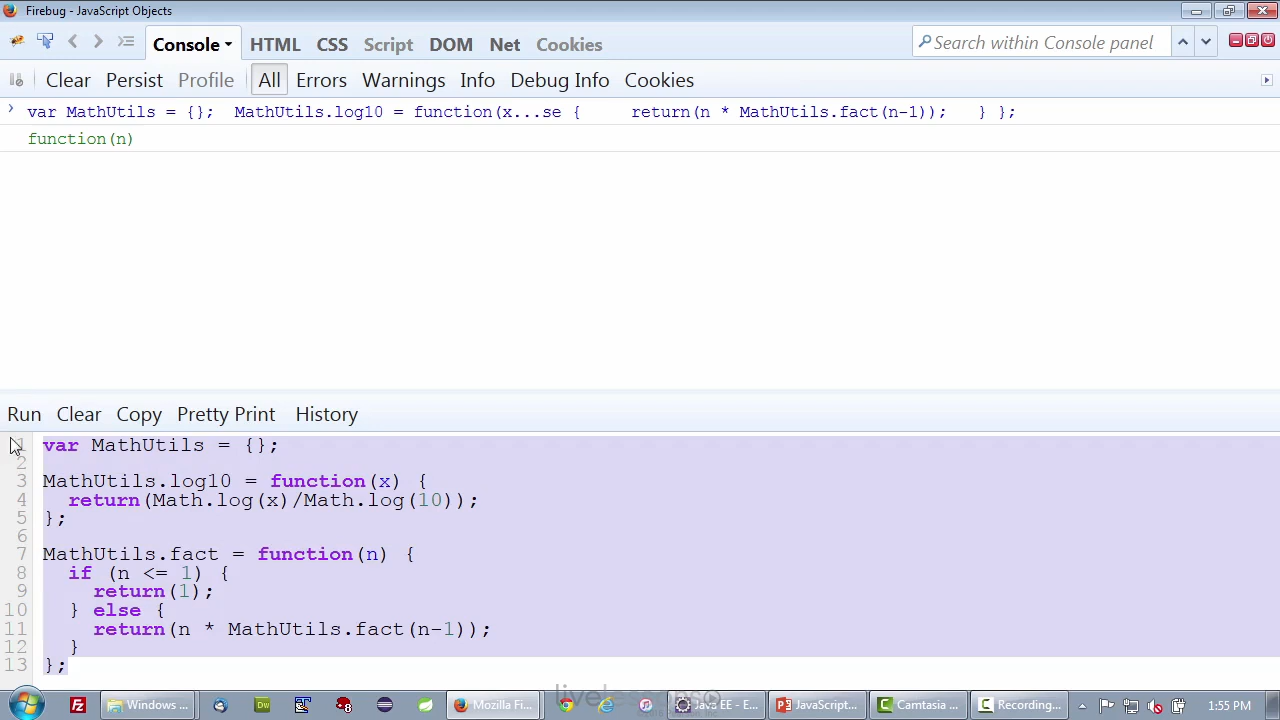 Firebug - JavaScript Objects
Console HTML CSS Script DOM Net Cookies Search within Console panel
Clear Persist Profile All Errors Warnings Info Debug Info Cookies
var MathUtils = {};  MathUtils.log10 = function(x...se {     return(n * MathUtils.fact(n-1));   } };
function(n)
Run Clear Copy Pretty Print History
1 var MathUtils = {};
2
3 MathUtils.log10 = function(x) {
4   return(Math.log(x)/Math.log(10));
5 };
6
7 MathUtils.fact = function(n) {
8   if (n <= 1) {
9     return(1);
10   } else {
11     return(n * MathUtils.fact(n-1));
12   }
13 };
Windows ... Mozilla Fi... Java EE - E... JavaScript... Camtasia ... Recording... 1:55 PM
livelessons